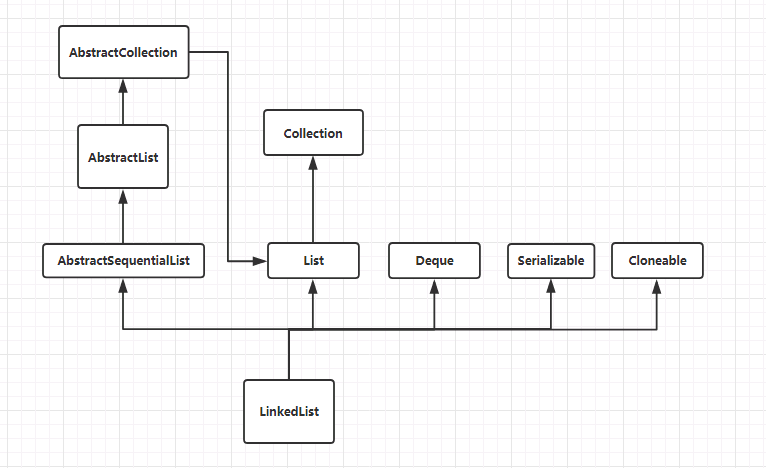 AbstractCollection
Collection
AbstractList
AbstractSequentialList
List
Deque
Serializable
Cloneable
LinkedList